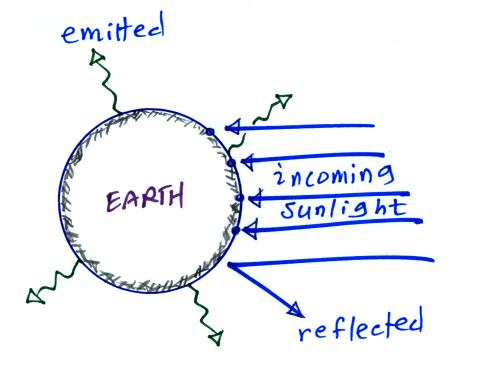 emitted
EARTH
incoming
sunlight
reflected